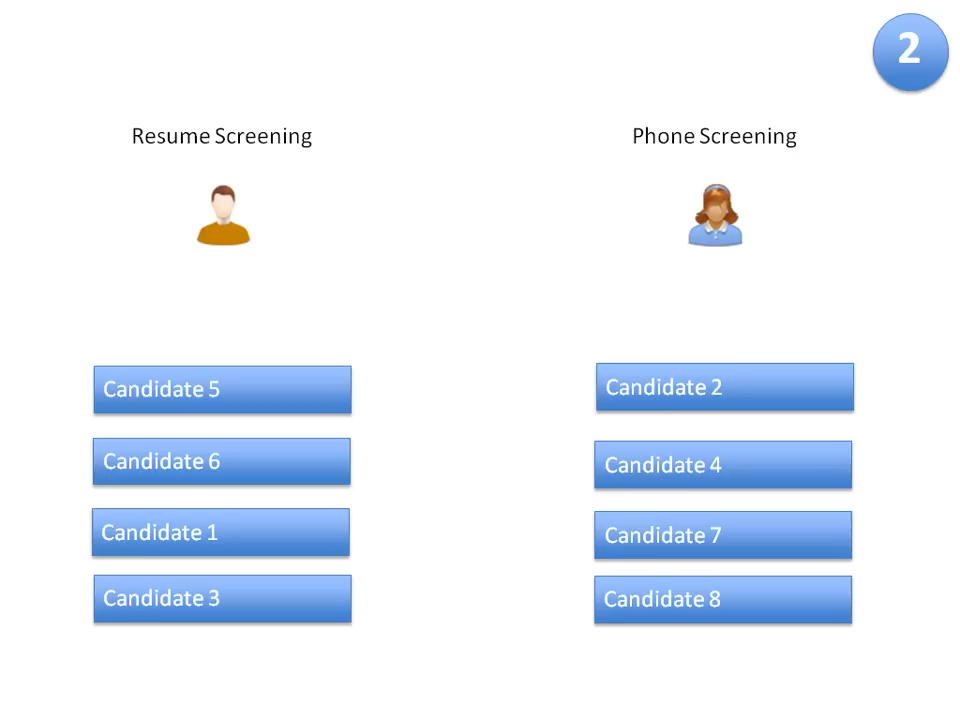 2
Resume Screening
Phone Screening
Candidate 5
Candidate 6
Candidate 1
Candidate 3
Candidate 2
Candidate 4
Candidate 7
Candidate 8